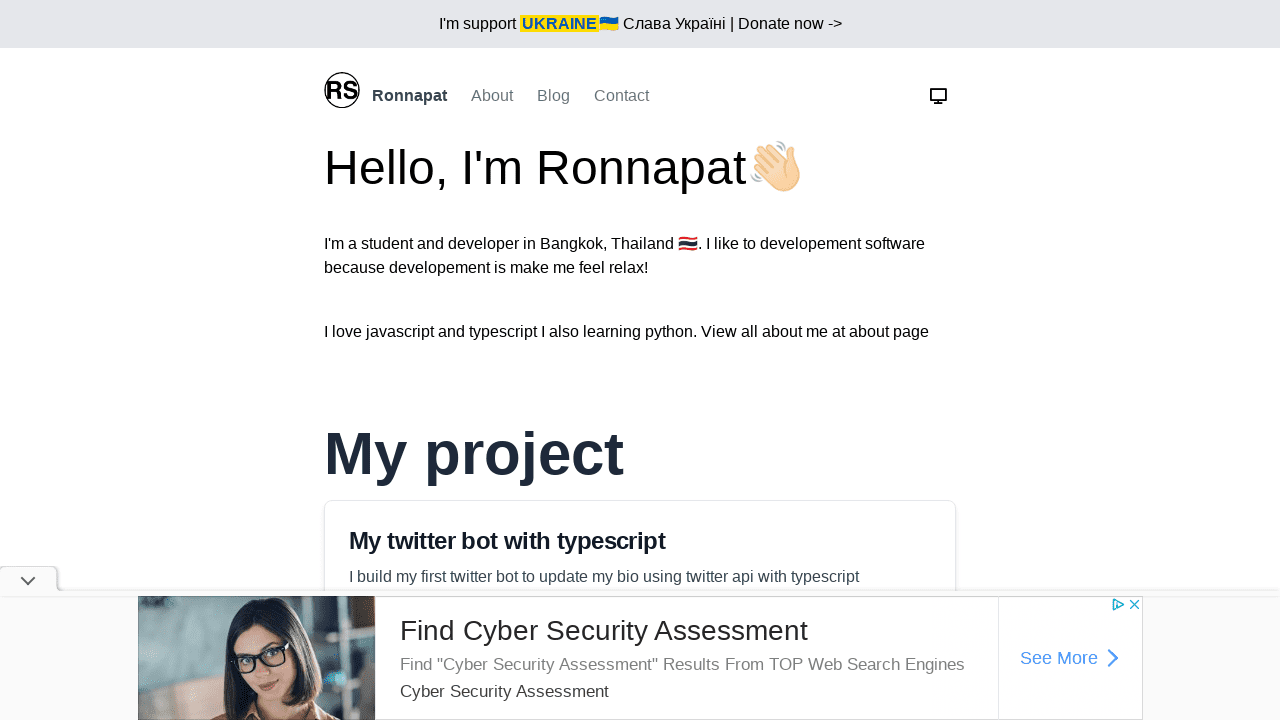 I'm support UKRAINE🇺🇦 Слава Україні | Donate now ->
RS Ronnapat About Blog Contact
Hello, I'm Ronnapat👋🏻
I'm a student and developer in Bangkok, Thailand 🇹🇭. I like to developement software
because developement is make me feel relax!
I love javascript and typescript I also learning python. View all about me at about page
My project
My twitter bot with typescript
I build my first twitter bot to update my bio using twitter api with typescript
Find Cyber Security Assessment
Find "Cyber Security Assessment" Results From TOP Web Search Engines
Cyber Security Assessment
See More